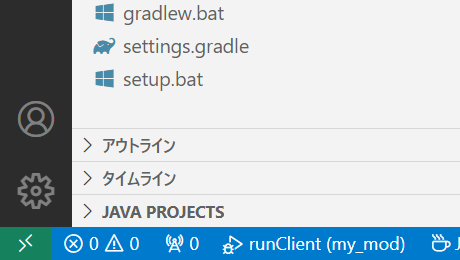 gradlew.bat
settings.gradle
setup.bat
アウトライン
タイムライン
JAVA PROJECTS
0 0 0 runClient (my_mod) J